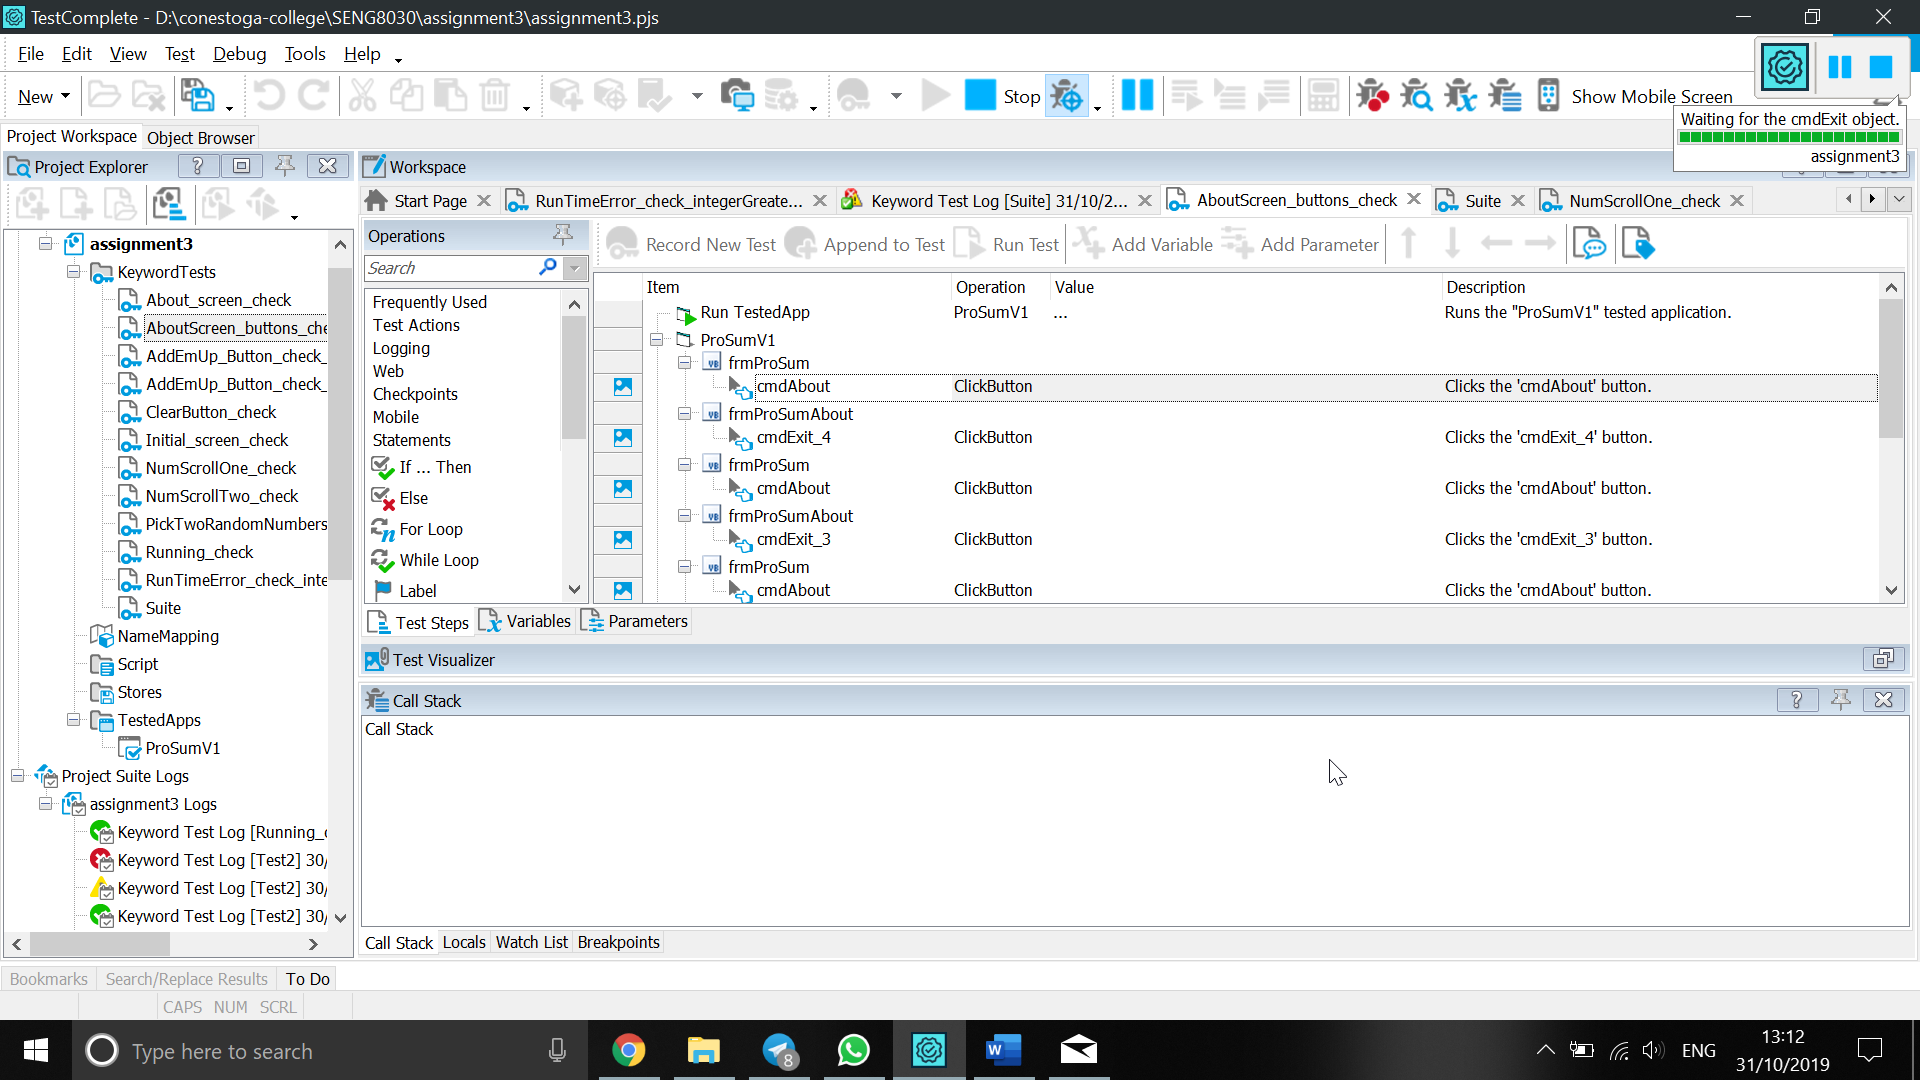 TestComplete - D:\conestoga-college\SENG8030\assignment3\assignment3.pjs
File Edit View Test Debug Tools Help
New Stop Show Mobile Screen
Waiting for the cmdExit object.
assignment3
Project Workspace Object Browser
Project Explorer
Workspace
Start Page RunTimeError_check_integerGreate... Keyword Test Log [Suite] 31/10/2... AboutScreen_buttons_check Suite NumScrollOne_check
Operations
Search
Record New Test Append to Test Run Test Add Variable Add Parameter
assignment3
KeywordTests
About_screen_check
AboutScreen_buttons_che
AddEmUp_Button_check_
AddEmUp_Button_check_
ClearButton_check
Initial_screen_check
NumScrollOne_check
NumScrollTwo_check
PickTwoRandomNumbers
Running_check
RunTimeError_check_inte
Suite
NameMapping
Script
Stores
TestedApps
ProSumV1
Project Suite Logs
assignment3 Logs
Keyword Test Log [Running_c
Keyword Test Log [Test2] 30/
Keyword Test Log [Test2] 30/
Keyword Test Log [Test2] 30/
Frequently Used
Test Actions
Logging
Web
Checkpoints
Mobile
Statements
If ... Then
Else
For Loop
While Loop
Label
Item Operation Value Description
Run TestedApp ProSumV1 ... Runs the "ProSumV1" tested application.
ProSumV1
frmProSum
cmdAbout ClickButton Clicks the 'cmdAbout' button.
frmProSumAbout
cmdExit_4 ClickButton Clicks the 'cmdExit_4' button.
frmProSum
cmdAbout ClickButton Clicks the 'cmdAbout' button.
frmProSumAbout
cmdExit_3 ClickButton Clicks the 'cmdExit_3' button.
frmProSum
cmdAbout ClickButton Clicks the 'cmdAbout' button.
Test Steps Variables Parameters
Test Visualizer
Call Stack
Call Stack
Call Stack Locals Watch List Breakpoints
Bookmarks Search/Replace Results To Do
CAPS NUM SCRL
Type here to search
8
ENG
13:12
31/10/2019